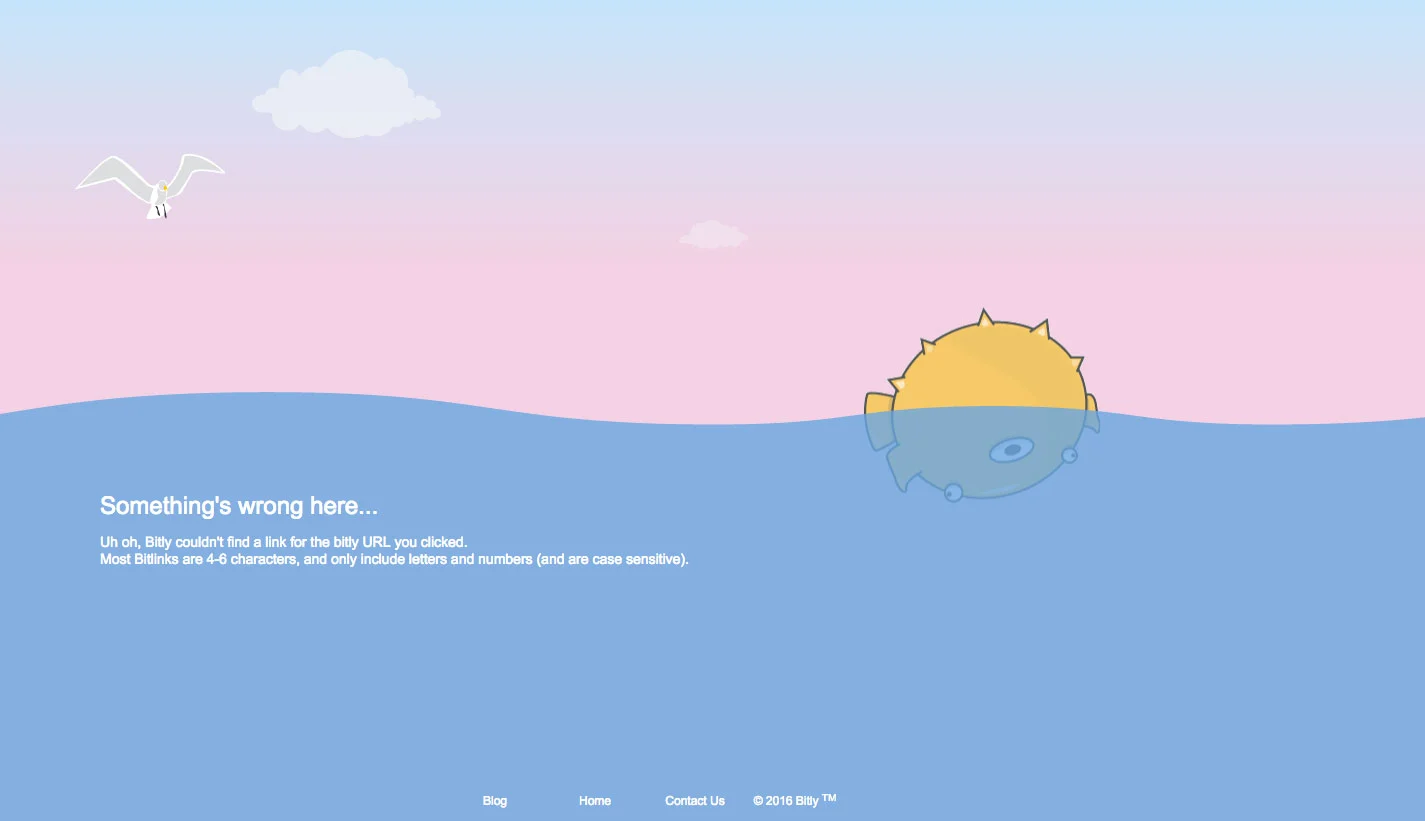 Something's wrong here...
Uh oh, Bitly couldn't find a link for the bitly URL you clicked.
Most Bitlinks are 4-6 characters, and only include letters and numbers (and are case sensitive).
Blog Home Contact Us © 2016 Bitly TM